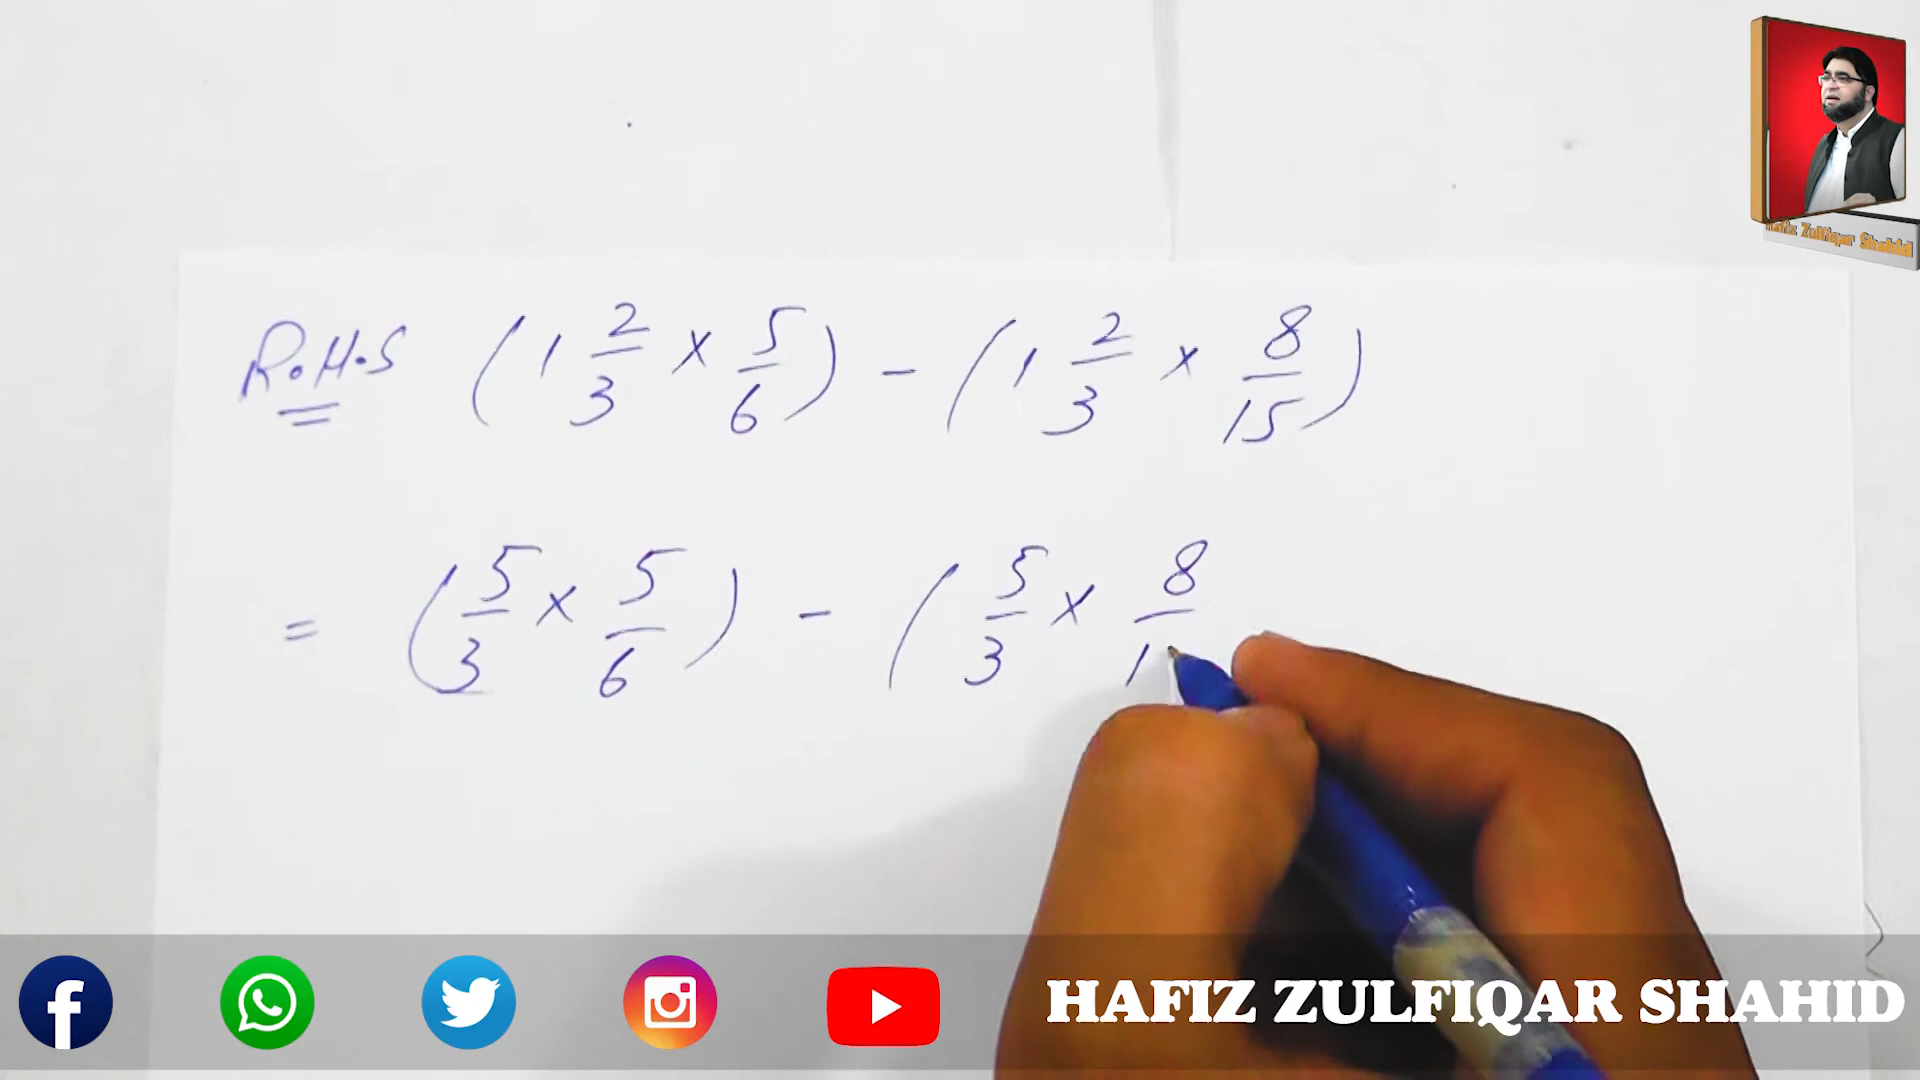 Hafiz Zulfiqar Shahid
R.H.S (1 2/3 × 5/6) - (1 2/3 × 8/15)
= (5/3 × 5/6) - (5/3 × 8/1
HAFIZ ZULFIQAR SHAHID